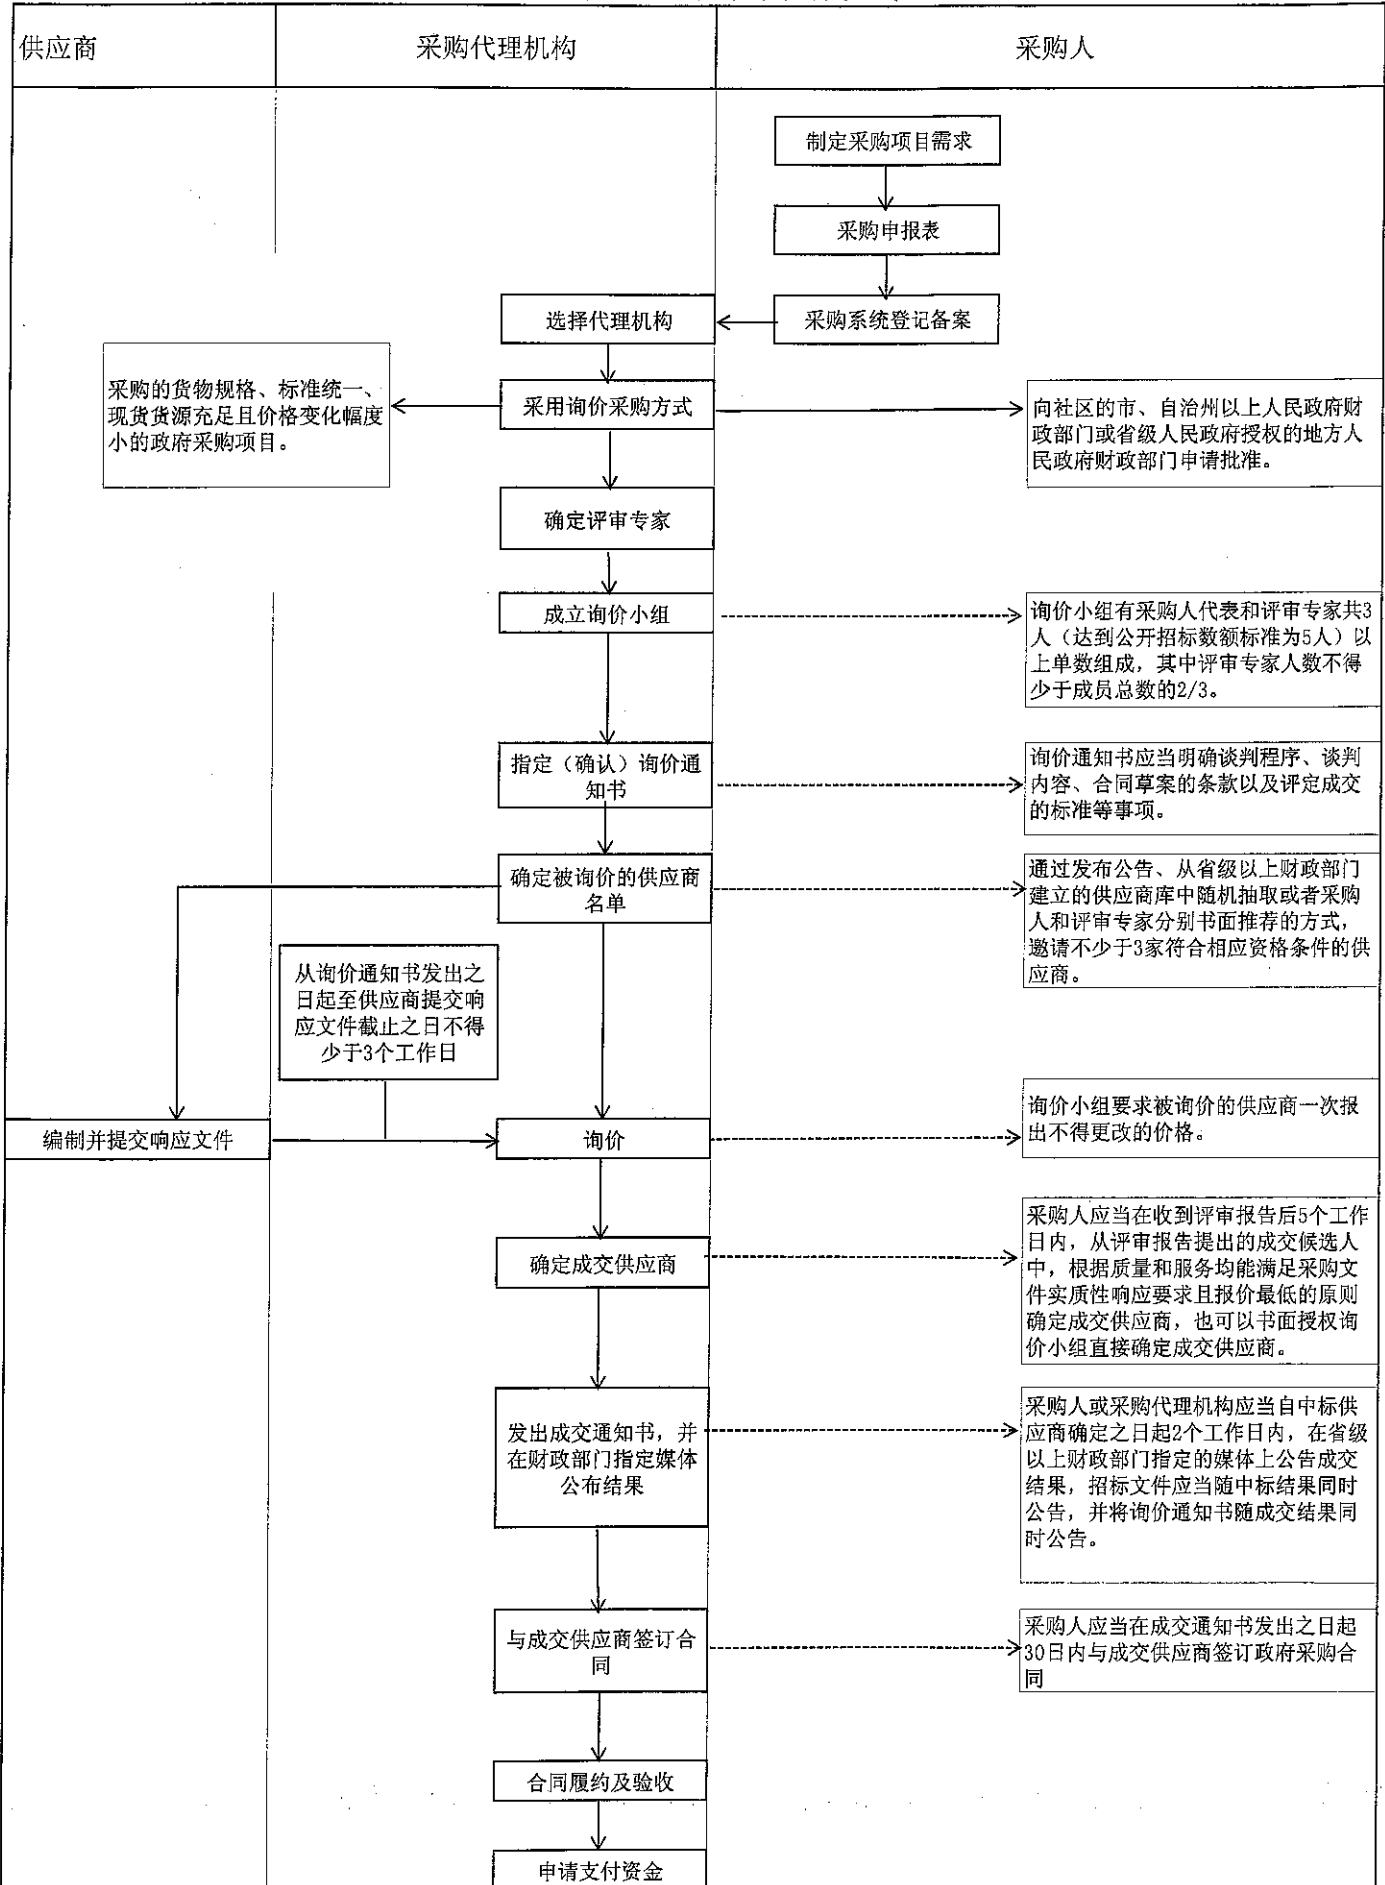 供应商
采购代理机构
采购人
制定采购项目需求
采购申报表
选择代理机构
采购系统登记备案
采购的货物规格、标准统一、
现货货源充足且价格变化幅度
小的政府采购项目。
采用询价采购方式
向社区的市、自治州以上人民政府财
政部门或省级人民政府授权的地方人
民政府财政部门申请批准。
确定评审专家
成立询价小组
询价小组有采购人代表和评审专家共3
人（达到公开招标数额标准为5人）以
上单数组成，其中评审专家人数不得
少于成员总数的2/3。
指定（确认）询价通
知书
询价通知书应当明确谈判程序、谈判
内容、合同草案的条款以及评定成交
的标准等事项。
确定被询价的供应商
名单
通过发布公告、从省级以上财政部门
建立的供应商库中随机抽取或者采购
人和评审专家分别书面推荐的方式，
邀请不少于3家符合相应资格条件的供
应商。
从询价通知书发出之
日起至供应商提交响
应文件截止之日不得
少于3个工作日
编制并提交响应文件
询价
询价小组要求被询价的供应商一次报
出不得更改的价格。
确定成交供应商
采购人应当在收到评审报告后5个工作
日内，从评审报告提出的成交候选人
中，根据质量和服务均能满足采购文
件实质性响应要求且报价最低的原则
确定成交供应商，也可以书面授权询
价小组直接确定成交供应商。
发出成交通知书，并
在财政部门指定媒体
公布结果
采购人或采购代理机构应当自中标供
应商确定之日起2个工作日内，在省级
以上财政部门指定的媒体上公告成交
结果，招标文件应当随中标结果同时
公告，并将询价通知书随成交结果同
时公告。
与成交供应商签订合
同
采购人应当在成交通知书发出之日起
30日内与成交供应商签订政府采购合
同
合同履约及验收
申请支付资金